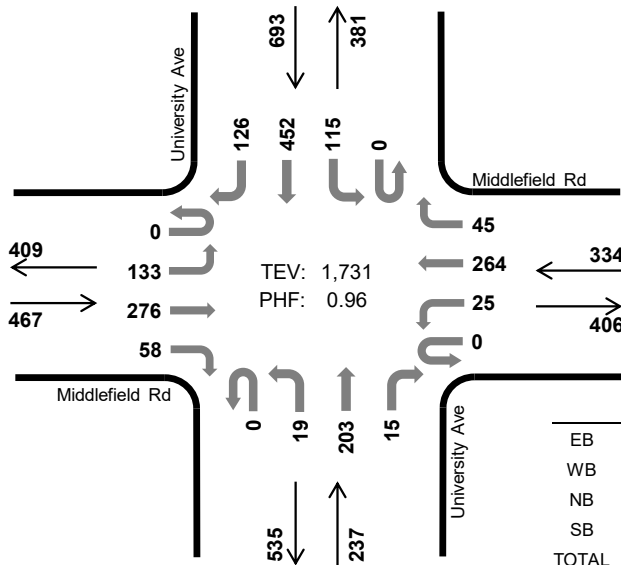 693
381
University Ave
126
452
115
0
Middlefield Rd
0
45
409
133
TEV: 1,731
264
334
467
276
PHF: 0.96
25
406
58
0
Middlefield Rd
0
19
203
15
University Ave
EB
WB
NB
SB
535
237
TOTAL